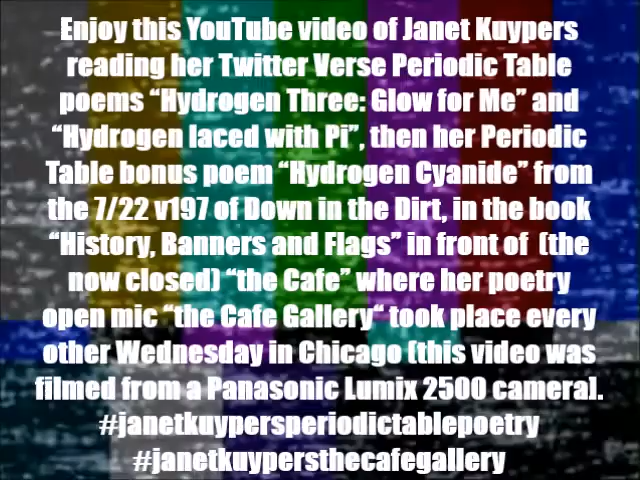 Enjoy this YouTube video of Janet Kuypers
reading her Twitter Verse Periodic Table
poems “Hydrogen Three: Glow for Me” and
“Hydrogen laced with Pi”, then her Periodic
Table bonus poem “Hydrogen Cyanide” from
the 7/22 v197 of Down in the Dirt, in the book
“History, Banners and Flags” in front of  (the
now closed) “the Cafe” where her poetry
open mic “the Cafe Gallery“ took place every
other Wednesday in Chicago (this video was
filmed from a Panasonic Lumix 2500 camera).
#janetkuypersperiodictablepoetry
#janetkuypersthecafegallery